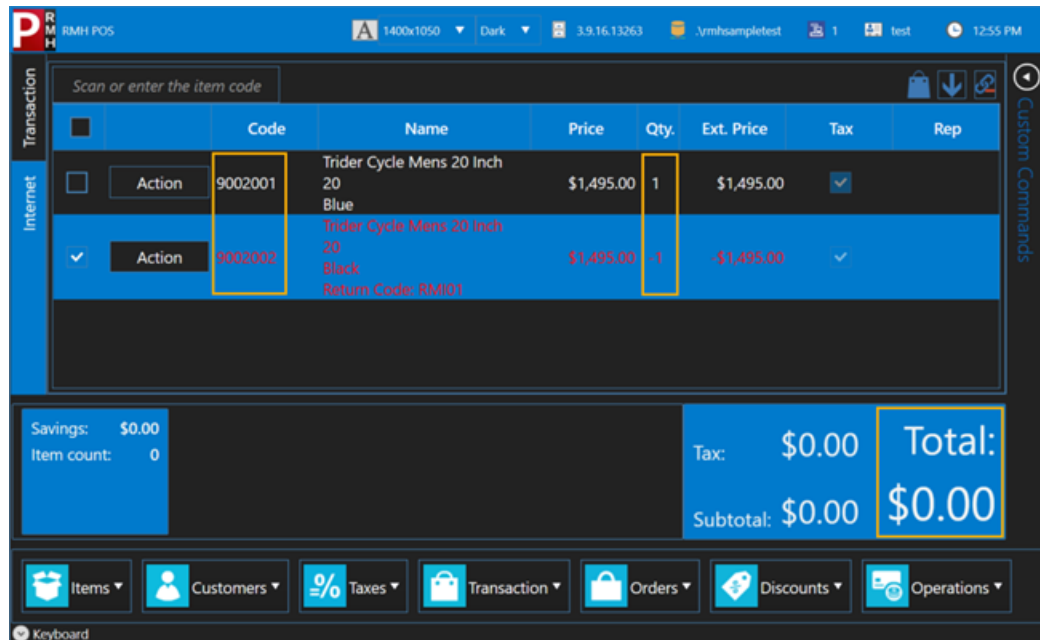 P RMH RMH POS A 1400x1050 Dark 3.9.16.13263 .\rmhsampletest 1 test 12:55 PM
Transaction
Internet
Custom Commands
Scan or enter the item code
Code Name Price Qty. Ext. Price Tax Rep
Trider Cycle Mens 20 Inch
Action 9002001 20 $1,495.00 1 $1,495.00
Blue
Trider Cycle Mens 20 Inch
20
Action 9002002 $1,495.00 -1 -$1,495.00
Black
Return Code: RMI01
Savings: $0.00
Item count: 0
Tax: $0.00
Subtotal: $0.00
Total:
$0.00
Items Customers Taxes Transaction Orders Discounts Operations
Keyboard